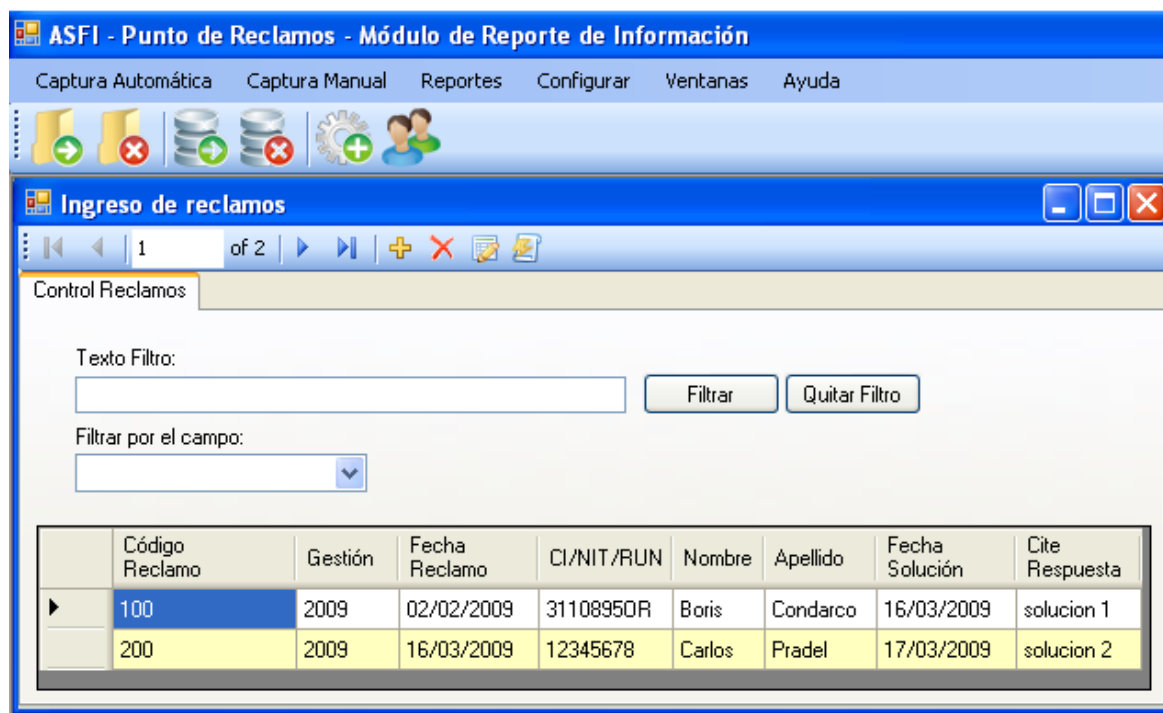 ASFI - Punto de Reclamos - Módulo de Reporte de Información
Captura Automática Captura Manual Reportes Configurar Ventanas Ayuda
Ingreso de reclamos
1 of 2
Control Reclamos
Texto Filtro:
Filtrar Quitar Filtro
Filtrar por el campo:
Código Reclamo Gestión Fecha Reclamo CI/NIT/RUN Nombre Apellido Fecha Solución Cite Respuesta
100 2009 02/02/2009 3110895OR Boris Condarco 16/03/2009 solucion 1
200 2009 16/03/2009 12345678 Carlos Pradel 17/03/2009 solucion 2